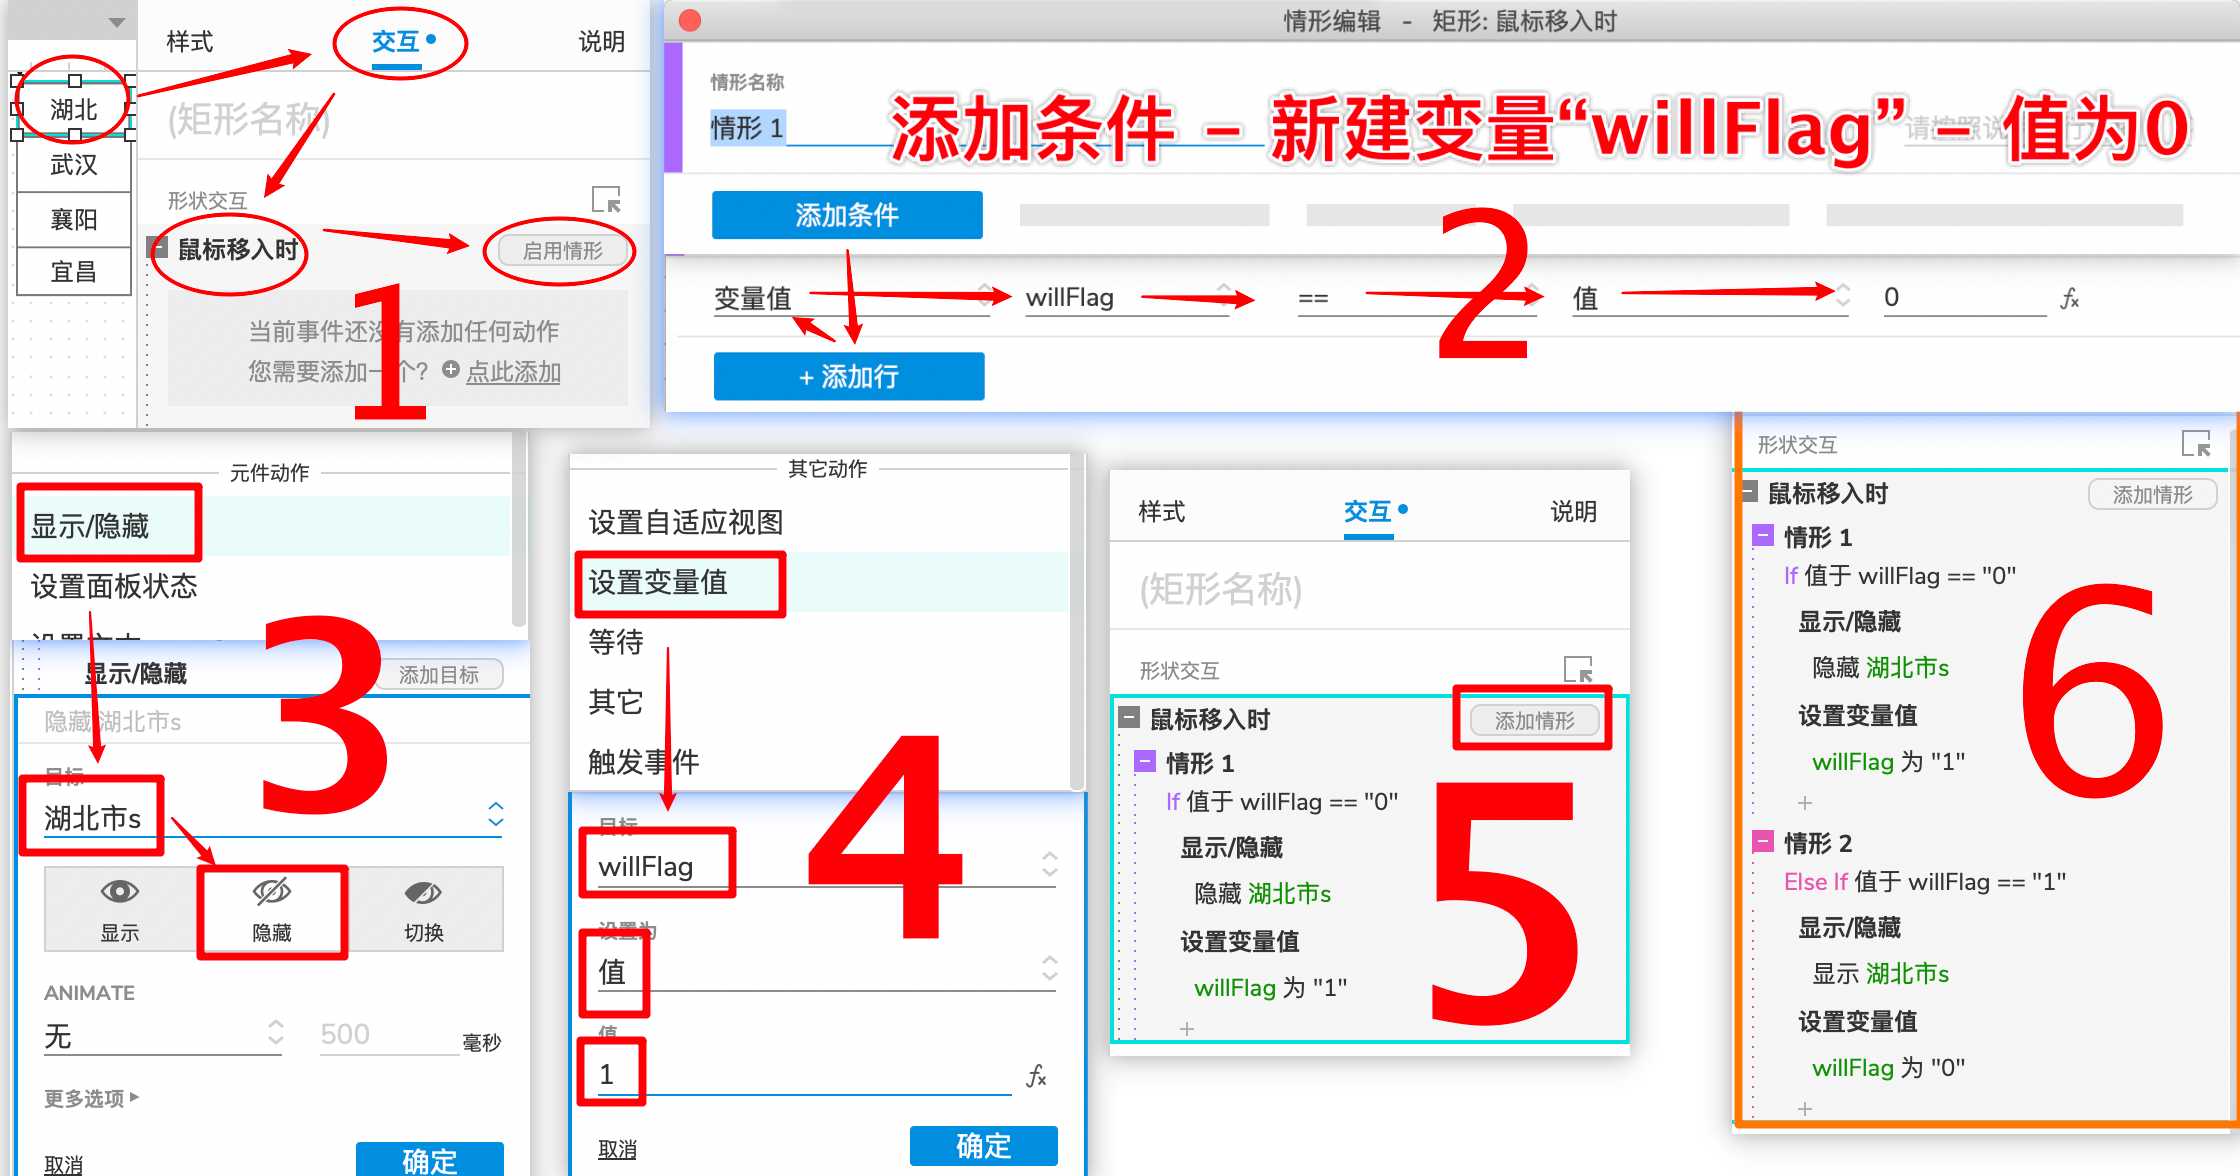 样式
交互
说明
湖北
(矩形名称)
武汉
形状交互
襄阳
鼠标移入时
启用情形
宜昌
当前事件还没有添加任何动作
您需要添加一个? 点此添加
1
情形编辑 - 矩形: 鼠标移入时
情形名称
情形 1
添加条件 – 新建变量“willFlag” – 值为0
添加条件
变量值
willFlag
==
值
0
fx
+ 添加行
2
元件动作
显示/隐藏
设置面板状态
设置文本
显示/隐藏
添加目标
隐藏 湖北市s
目标
湖北市s
显示
隐藏
切换
ANIMATE
无
500
毫秒
更多选项
取消
确定
3
其它动作
设置自适应视图
设置变量值
等待
其它
触发事件
目标
willFlag
设置为
值
值
1
fx
取消
确定
4
样式
交互
说明
(矩形名称)
形状交互
鼠标移入时
添加情形
情形 1
If 值于 willFlag == "0"
显示/隐藏
隐藏 湖北市s
设置变量值
willFlag 为 "1"
+
5
形状交互
鼠标移入时
添加情形
情形 1
If 值于 willFlag == "0"
显示/隐藏
隐藏 湖北市s
设置变量值
willFlag 为 "1"
+
情形 2
Else If 值于 willFlag == "1"
显示/隐藏
显示 湖北市s
设置变量值
willFlag 为 "0"
+
6